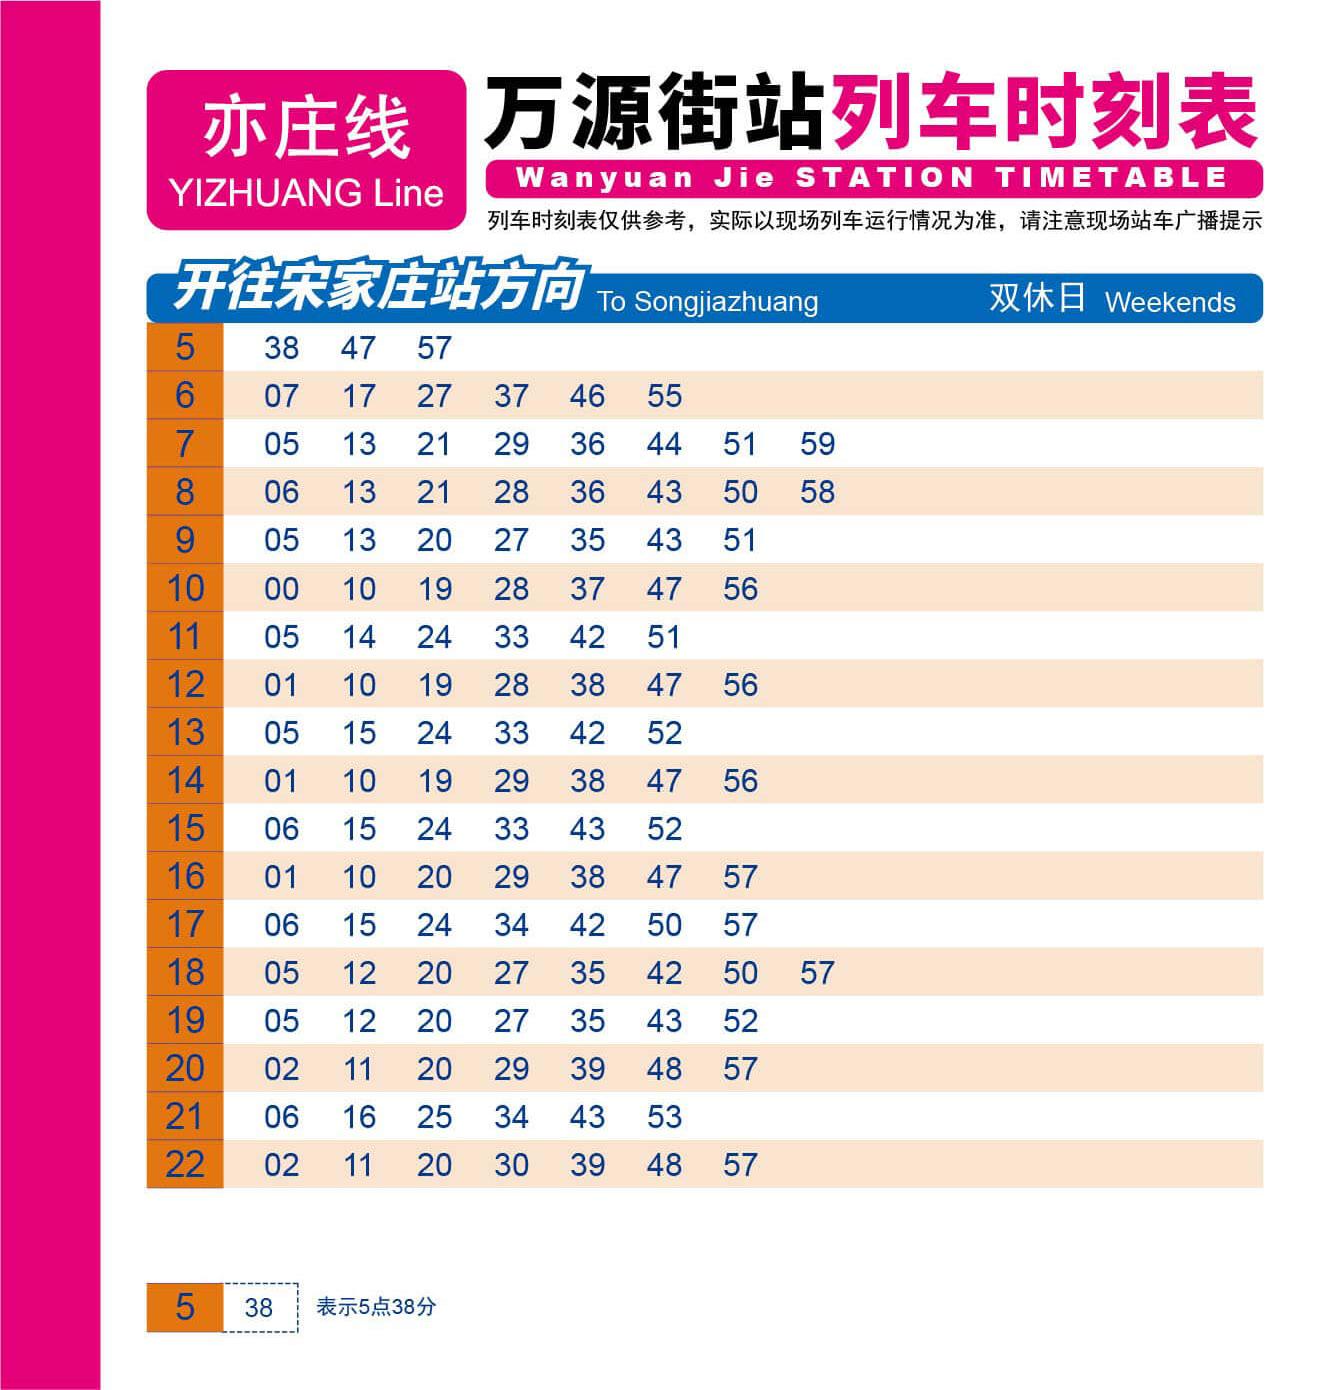 亦庄线
YIZHUANG Line
万源街站列车时刻表
Wanyuan Jie STATION TIMETABLE
列车时刻表仅供参考，实际以现场列车运行情况为准，请注意现场站车广播提示
开往宋家庄站方向 To Songjiazhuang 双休日 Weekends
5 38 47 57
6 07 17 27 37 46 55
7 05 13 21 29 36 44 51 59
8 06 13 21 28 36 43 50 58
9 05 13 20 27 35 43 51
10 00 10 19 28 37 47 56
11 05 14 24 33 42 51
12 01 10 19 28 38 47 56
13 05 15 24 33 42 52
14 01 10 19 29 38 47 56
15 06 15 24 33 43 52
16 01 10 20 29 38 47 57
17 06 15 24 34 42 50 57
18 05 12 20 27 35 42 50 57
19 05 12 20 27 35 43 52
20 02 11 20 29 39 48 57
21 06 16 25 34 43 53
22 02 11 20 30 39 48 57
5 38 表示5点38分